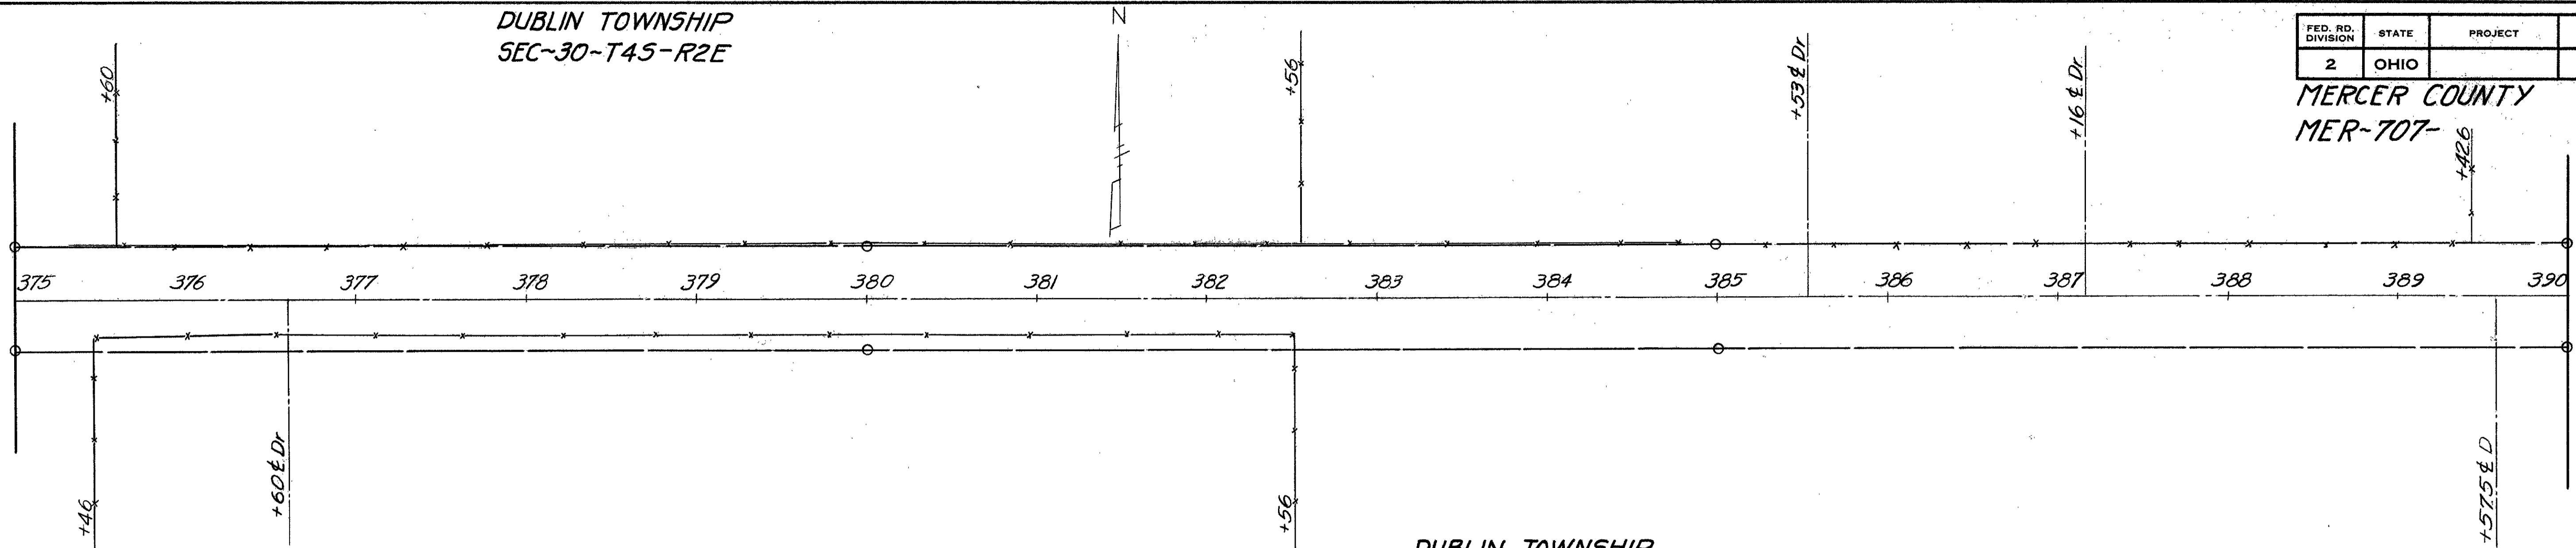 DUBLIN TOWNSHIP
SEC~30~T4S-R2E
N
FED. RD. DIVISION STATE PROJECT
2 OHIO
MERCER COUNTY
MER~707-
+60
+56
+53 ℄ Dr
+16 ℄ Dr.
+42.6
375 376 377 378 379 380 381 382 383 384 385 386 387 388 389 390
+46
+60 ℄ Dr
+56
+57.5 ℄ D
DUBLIN TOWNSHIP